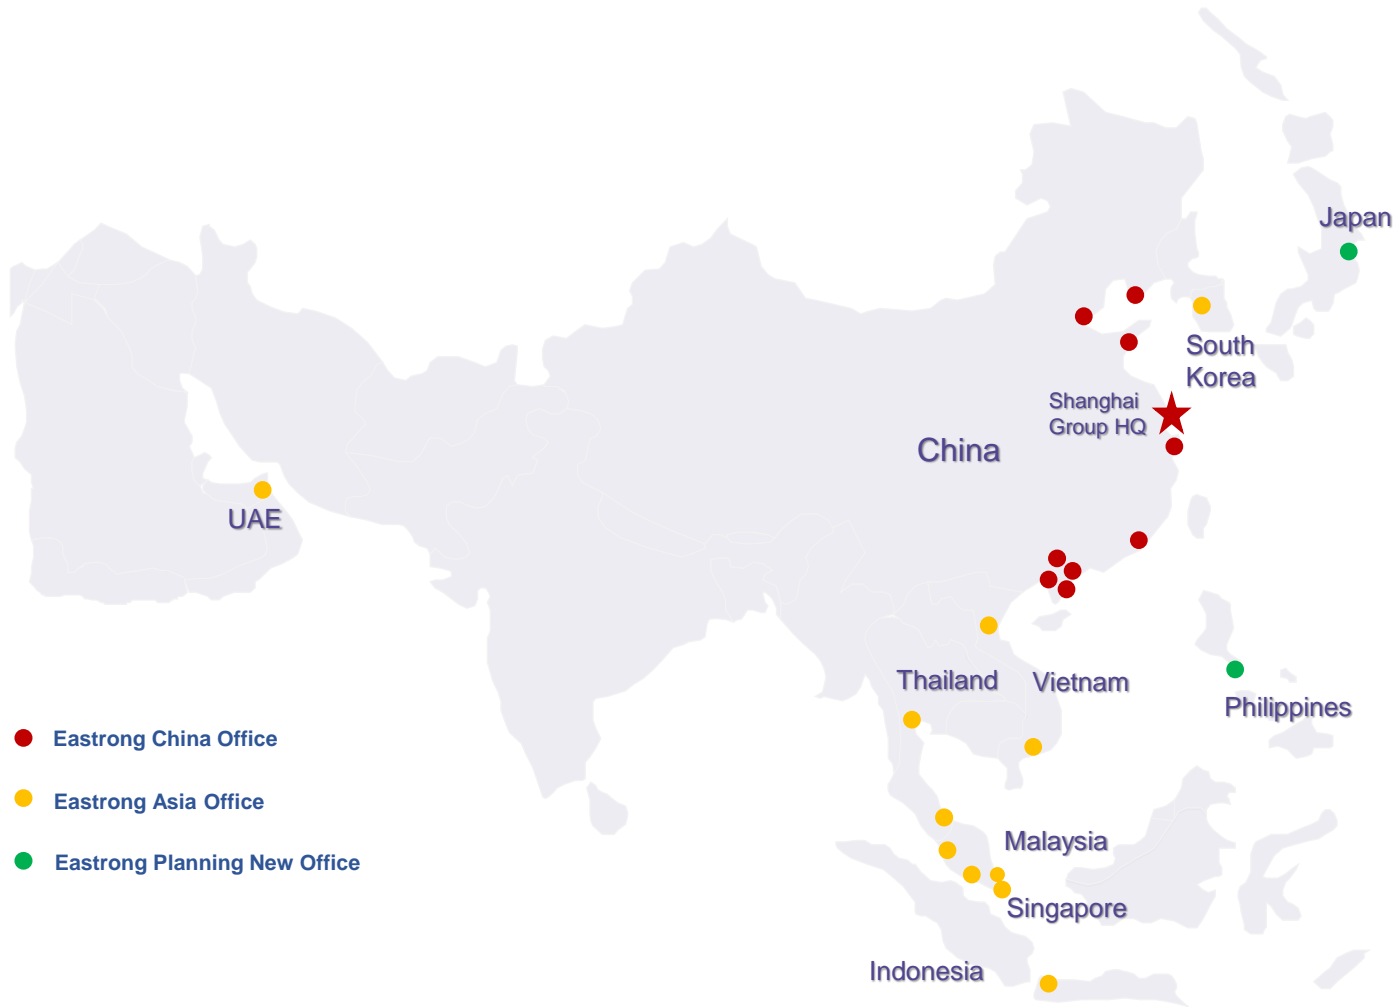 Japan
South
Korea
Shanghai
Group HQ
China
UAE
Thailand
Vietnam
Philippines
Eastrong China Office
Eastrong Asia Office
Malaysia
Eastrong Planning New Office
Singapore
Indonesia